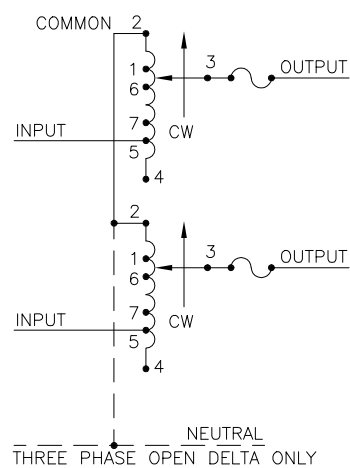 COMMON 2
1
3 OUTPUT
6
7
CW
INPUT
5
4
2
1
3 OUTPUT
6
7
CW
INPUT
5
4
NEUTRAL
THREE PHASE OPEN DELTA ONLY